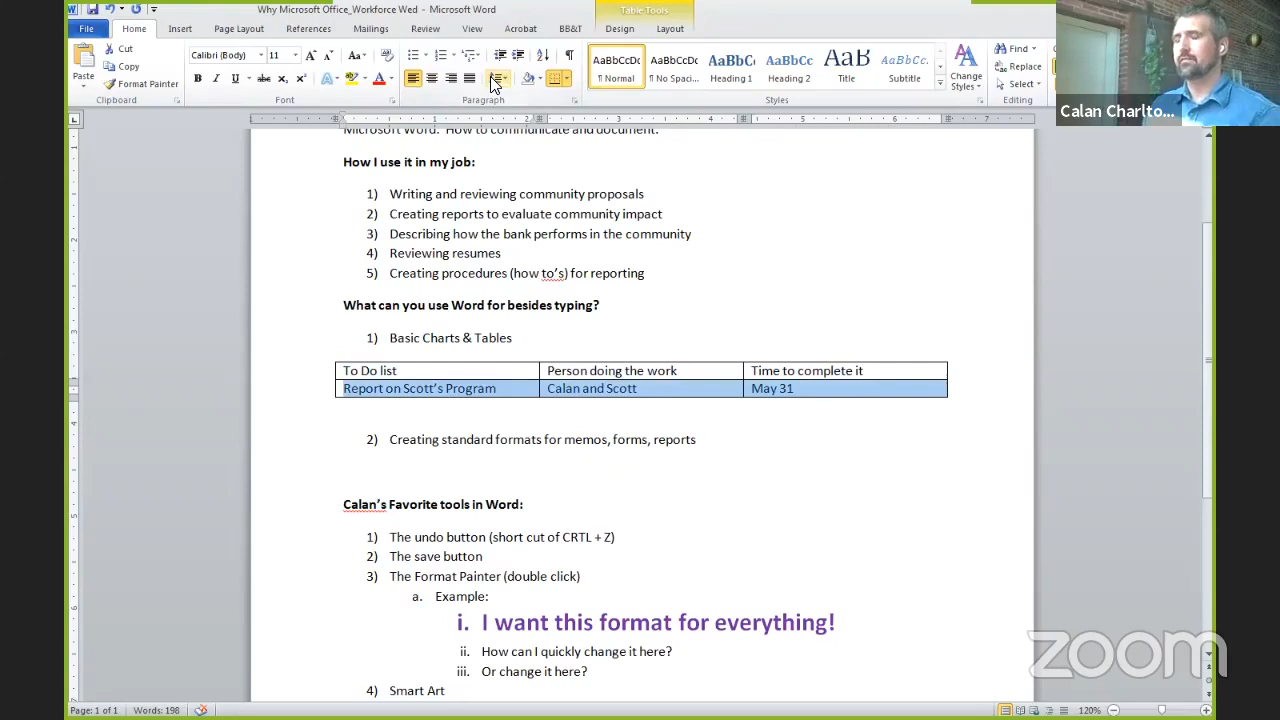 Why Microsoft Office_Workforce Wed - Microsoft Word
Table Tools
File Home Insert Page Layout References Mailings Review View Acrobat BB&T Design Layout
Paste
Cut
Copy
Format Painter
Clipboard
Calibri (Body) 11
Font
Paragraph
AaBbCcDc AaBbCcDc AaBbC AaBbCc AaB AaBbCc.
¶ Normal ¶ No Spaci... Heading 1 Heading 2 Title Subtitle
Change Styles
Styles
Find
Replace
Select
Editing
Calan Charlto...
Microsoft Word: How to communicate and document.
How I use it in my job:
1) Writing and reviewing community proposals
2) Creating reports to evaluate community impact
3) Describing how the bank performs in the community
4) Reviewing resumes
5) Creating procedures (how to's) for reporting
What can you use Word for besides typing?
1) Basic Charts & Tables
To Do list Person doing the work Time to complete it
Report on Scott's Program Calan and Scott May 31
2) Creating standard formats for memos, forms, reports
Calan's Favorite tools in Word:
1) The undo button (short cut of CRTL + Z)
2) The save button
3) The Format Painter (double click)
a. Example:
i. I want this format for everything!
ii. How can I quickly change it here?
iii. Or change it here?
4) Smart Art
zoom
Page: 1 of 1 Words: 198 120%